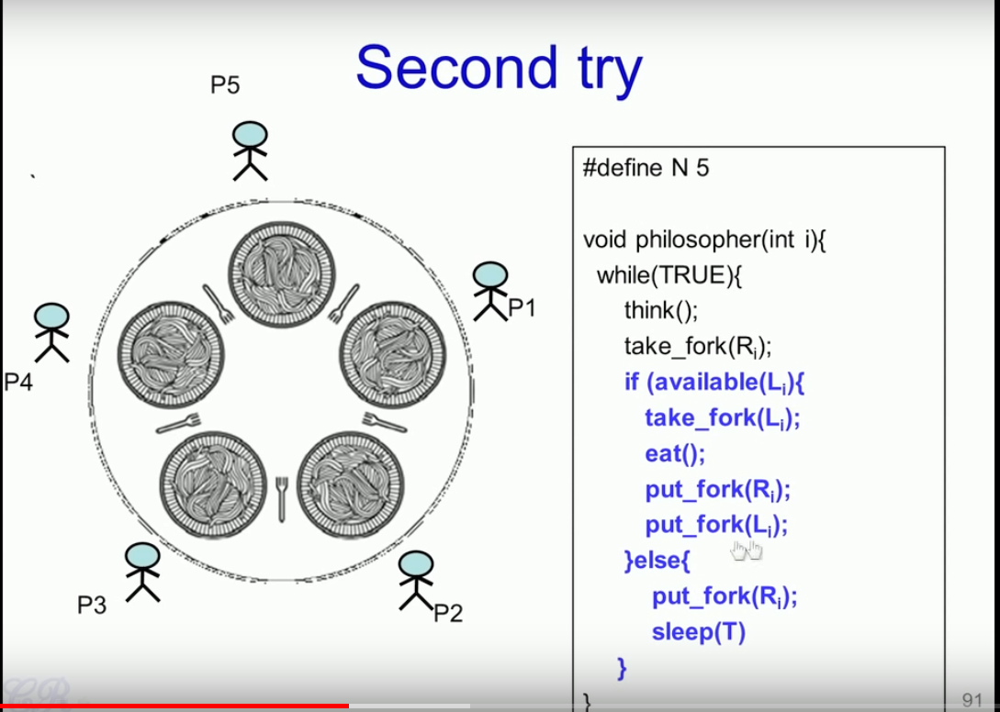 Second try
P5
P1
P4
P3
P2
#define N 5
void philosopher(int i){
while(TRUE){
think();
take_fork(Rᵢ);
if (available(Lᵢ){
take_fork(Lᵢ);
eat();
put_fork(Rᵢ);
put_fork(Lᵢ);
}else{
put_fork(Rᵢ);
sleep(T)
}
}
91